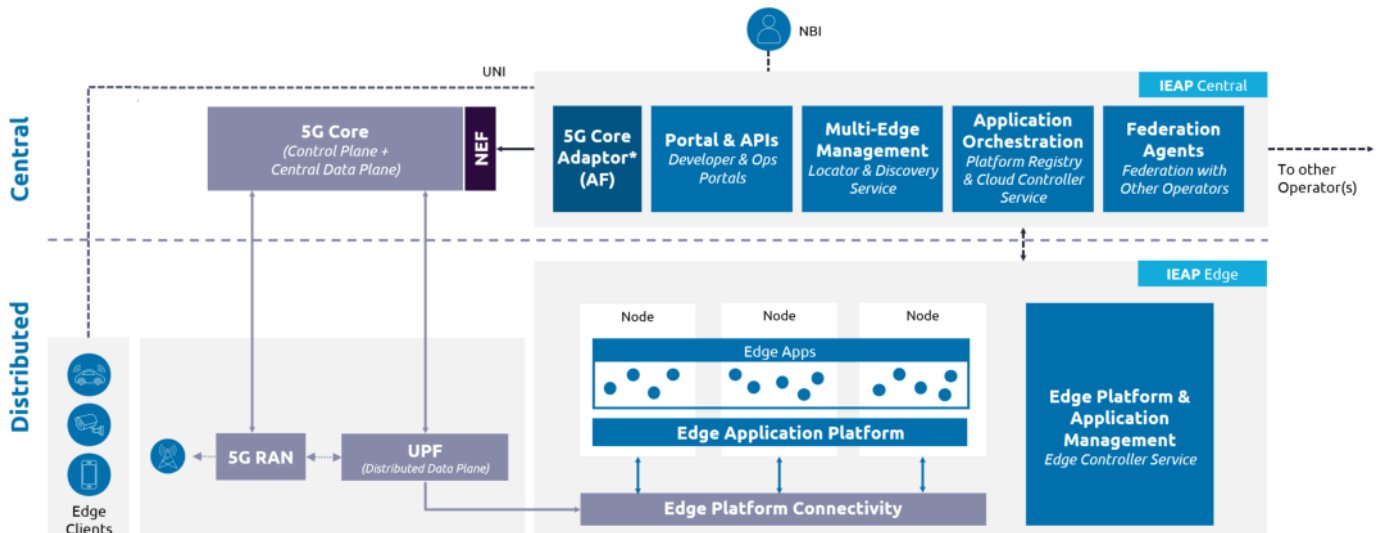 NBI
UNI
IEAP Central
Central
5G Core
(Control Plane +
Central Data Plane)
NEF
5G Core
Adaptor*
(AF)
Portal & APIs
Developer & Ops
Portals
Multi-Edge
Management
Locator & Discovery
Service
Application
Orchestration
Platform Registry
& Cloud Controller
Service
Federation
Agents
Federation with
Other Operators
To other
Operator(s)
IEAP Edge
Distributed
Node
Node
Node
Edge Apps
Edge Application Platform
Edge Platform &
Application
Management
Edge Controller Service
5G RAN
UPF
(Distributed Data Plane)
Edge Platform Connectivity
Edge
Clients